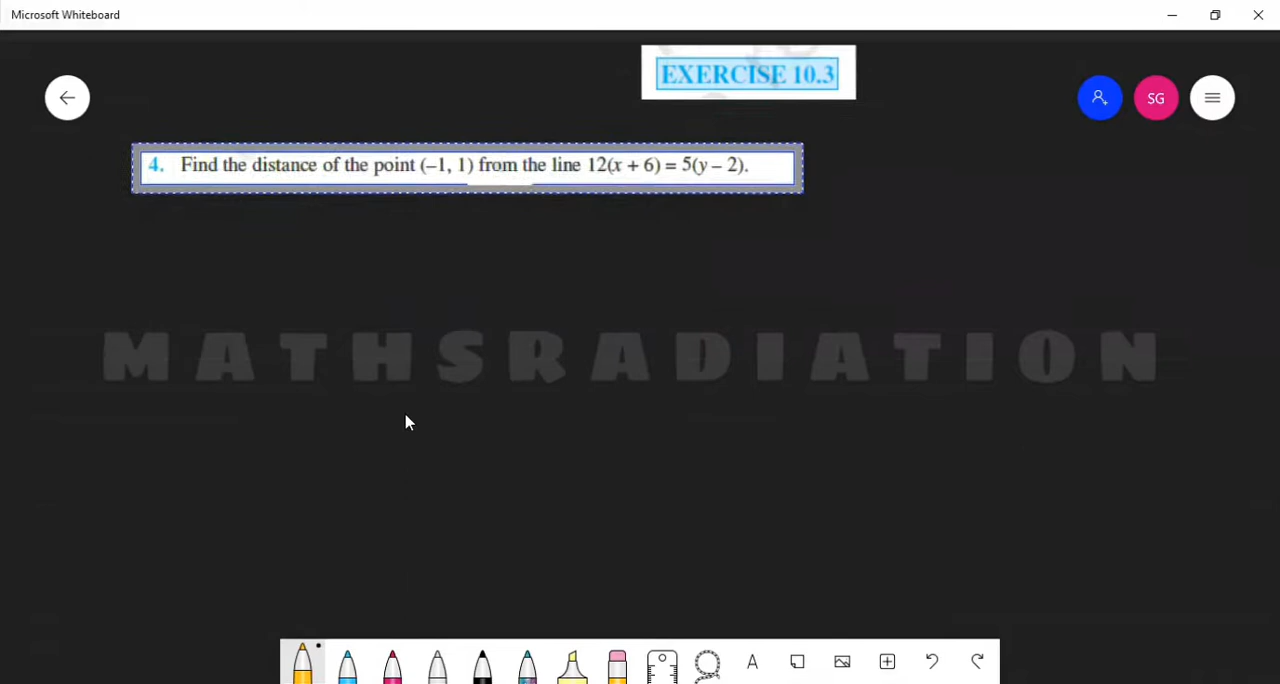 Microsoft Whiteboard
EXERCISE 10.3
SG
4. Find the distance of the point (–1, 1) from the line 12(x + 6) = 5(y – 2).
MATHSRADIATION
A